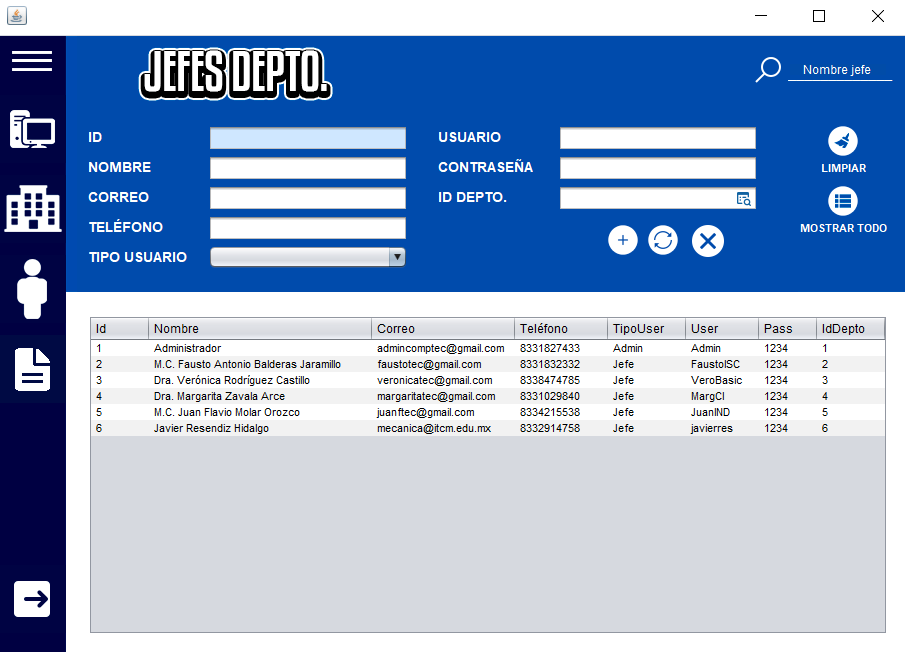 JEFES DEPTO.
Nombre jefe
ID
USUARIO
NOMBRE
CONTRASEÑA
LIMPIAR
CORREO
ID DEPTO.
TELÉFONO
MOSTRAR TODO
TIPO USUARIO
Id Nombre Correo Teléfono TipoUser User Pass IdDepto
1 Administrador admincomptec@gmail.com 8331827433 Admin Admin 1234 1
2 M.C. Fausto Antonio Balderas Jaramillo faustotec@gmail.com 8331832332 Jefe FaustoISC 1234 2
3 Dra. Verónica Rodríguez Castillo veronicatec@gmail.com 8338474785 Jefe VeroBasic 1234 3
4 Dra. Margarita Zavala Arce margaritatec@gmail.com 8331029840 Jefe MargCI 1234 4
5 M.C. Juan Flavio Molar Orozco juanftec@gmail.com 8334215538 Jefe JuanIND 1234 5
6 Javier Resendiz Hidalgo mecanica@itcm.edu.mx 8332914758 Jefe javierres 1234 6